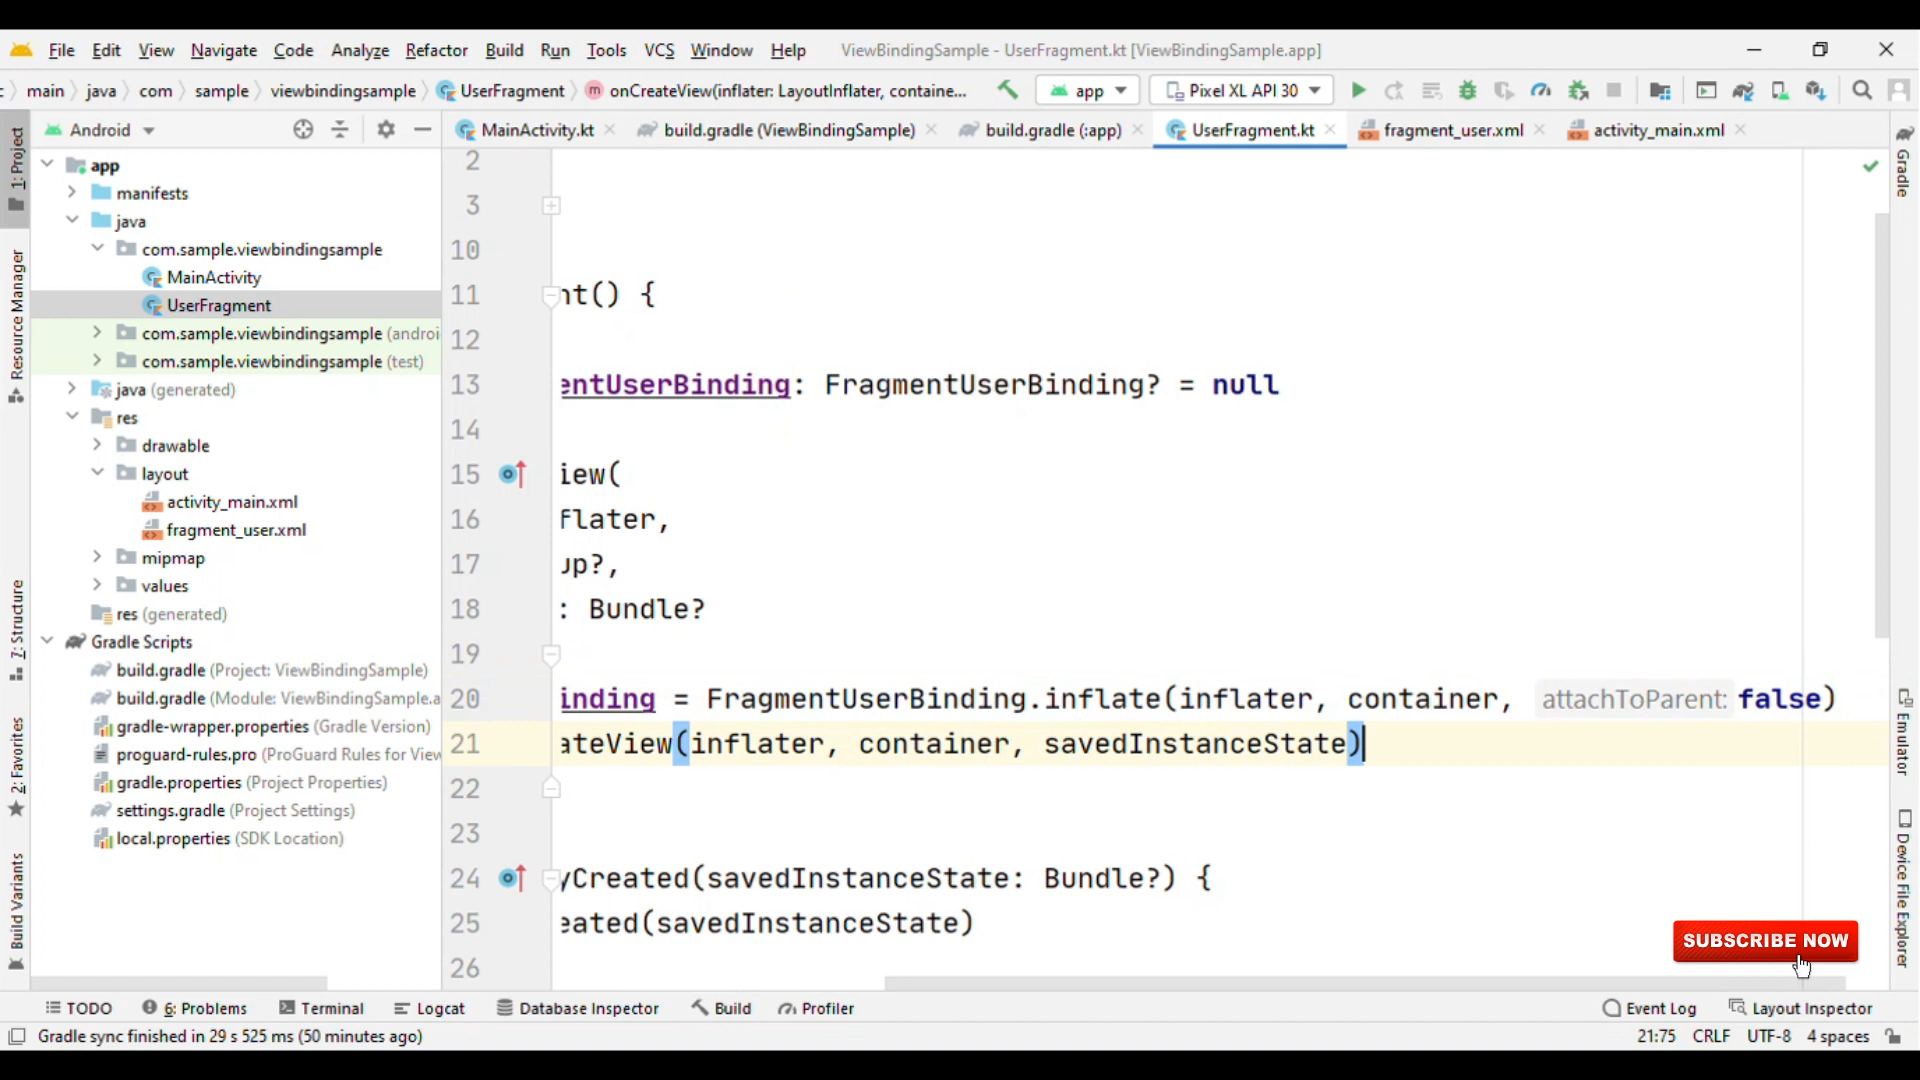 File Edit View Navigate Code Analyze Refactor Build Run Tools VCS Window Help ViewBindingSample - UserFragment.kt [ViewBindingSample.app]
main java com sample viewbindingsample UserFragment onCreateView(inflater: LayoutInflater, containe... app Pixel XL API 30
Android MainActivity.kt build.gradle (ViewBindingSample) build.gradle (:app) UserFragment.kt fragment_user.xml activity_main.xml
1: Project
Resource Manager
7: Structure
2: Favorites
Build Variants
app
manifests
java
com.sample.viewbindingsample
MainActivity
UserFragment
com.sample.viewbindingsample (androi
com.sample.viewbindingsample (test)
java (generated)
res
drawable
layout
activity_main.xml
fragment_user.xml
mipmap
values
res (generated)
Gradle Scripts
build.gradle (Project: ViewBindingSample)
build.gradle (Module: ViewBindingSample.a
gradle-wrapper.properties (Gradle Version)
proguard-rules.pro (ProGuard Rules for View
gradle.properties (Project Properties)
settings.gradle (Project Settings)
local.properties (SDK Location)
2
3
10
11 nt() {
12
13 entUserBinding: FragmentUserBinding? = null
14
15 iew(
16 flater,
17 up?,
18 : Bundle?
19
20 inding = FragmentUserBinding.inflate(inflater, container, attachToParent: false)
21 ateView(inflater, container, savedInstanceState)
22
23
24 yCreated(savedInstanceState: Bundle?) {
25 eated(savedInstanceState)
26
Gradle
Emulator
Device File Explorer
SUBSCRIBE NOW
TODO 6: Problems Terminal Logcat Database Inspector Build Profiler Event Log Layout Inspector
Gradle sync finished in 29 s 525 ms (50 minutes ago) 21:75 CRLF UTF-8 4 spaces